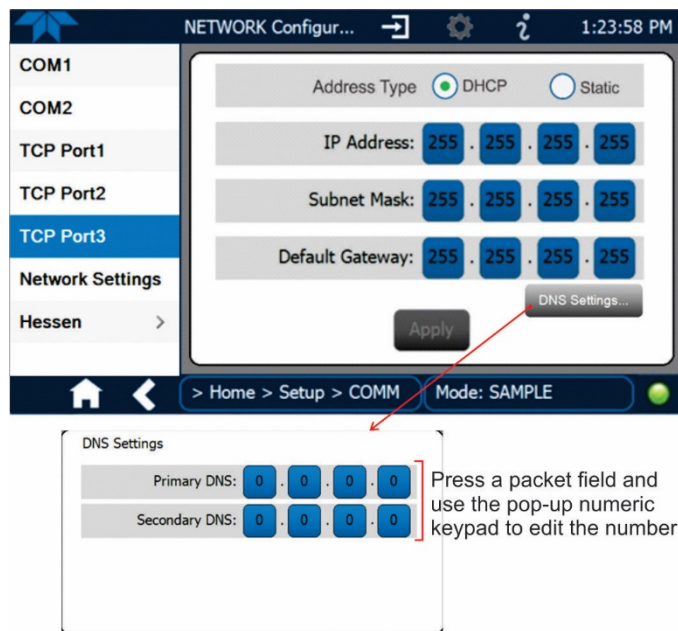 NETWORK Configur... 1:23:58 PM
COM1
COM2
TCP Port1
TCP Port2
TCP Port3
Network Settings
Hessen >
Address Type DHCP Static
IP Address: 255 . 255 . 255 . 255
Subnet Mask: 255 . 255 . 255 . 255
Default Gateway: 255 . 255 . 255 . 255
DNS Settings...
Apply
> Home > Setup > COMM Mode: SAMPLE
DNS Settings
Primary DNS: 0 . 0 . 0 . 0
Secondary DNS: 0 . 0 . 0 . 0
Press a packet field and
use the pop-up numeric
keypad to edit the number